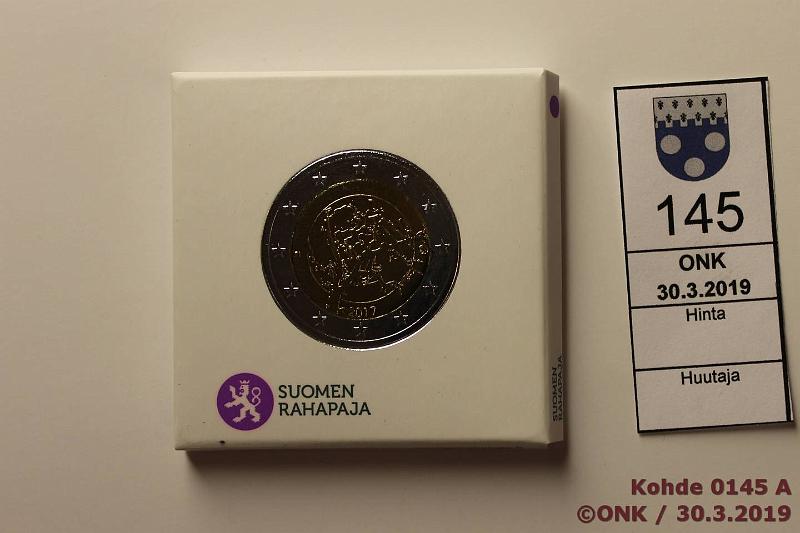 2017
SUOMEN
RAHAPAJA
SUOMEN
RAHAPAJA
145
ONK
30.3.2019
Hinta
Huutaja
Kohde 0145 A
©ONK / 30.3.2019